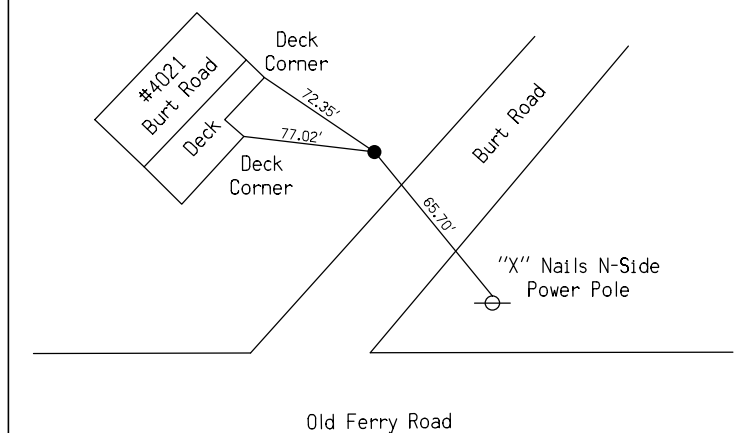 Deck
Corner
#4021
Burt Road
Deck
72.35'
77.02'
Deck
Corner
Burt Road
65.70'
"X" Nails N-Side
Power Pole
Old Ferry Road